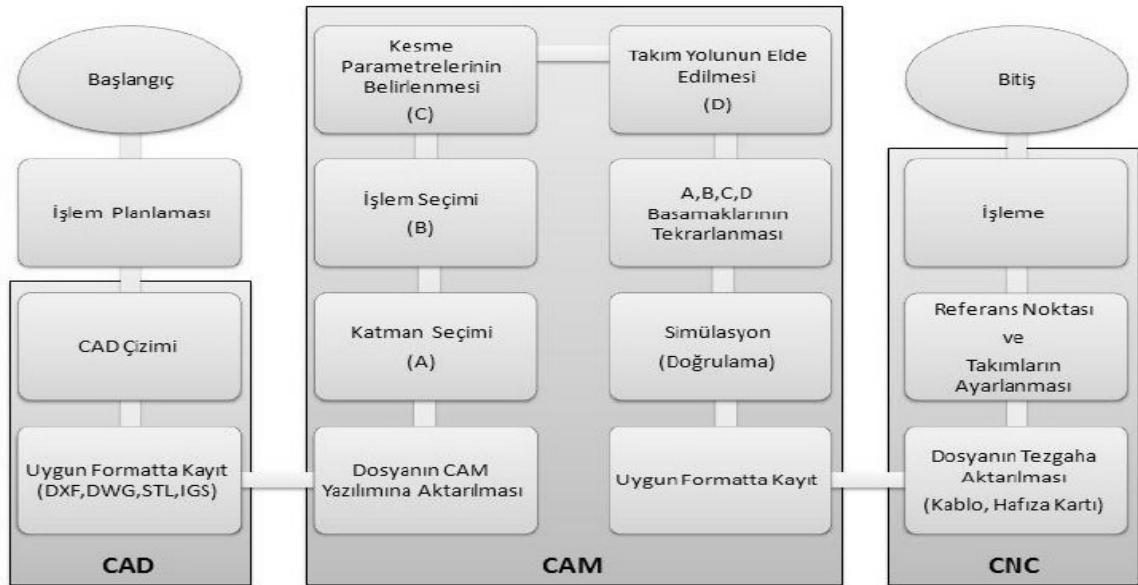 Başlangıç
İşlem Planlaması
CAD Çizimi
Uygun Formatta Kayıt
(DXF,DWG,STL,IGS)
CAD
Dosyanın CAM
Yazılımına Aktarılması
Katman Seçimi
(A)
İşlem Seçimi
(B)
Kesme
Parametrelerinin
Belirlenmesi
(C)
Takım Yolunun Elde
Edilmesi
(D)
A,B,C,D
Basamaklarının
Tekrarlanması
Simülasyon
(Doğrulama)
Uygun Formatta Kayıt
CAM
Dosyanın Tezgaha
Aktarılması
(Kablo, Hafıza Kartı)
Referans Noktası
ve
Takımların
Ayarlanması
İşleme
Bitiş
CNC